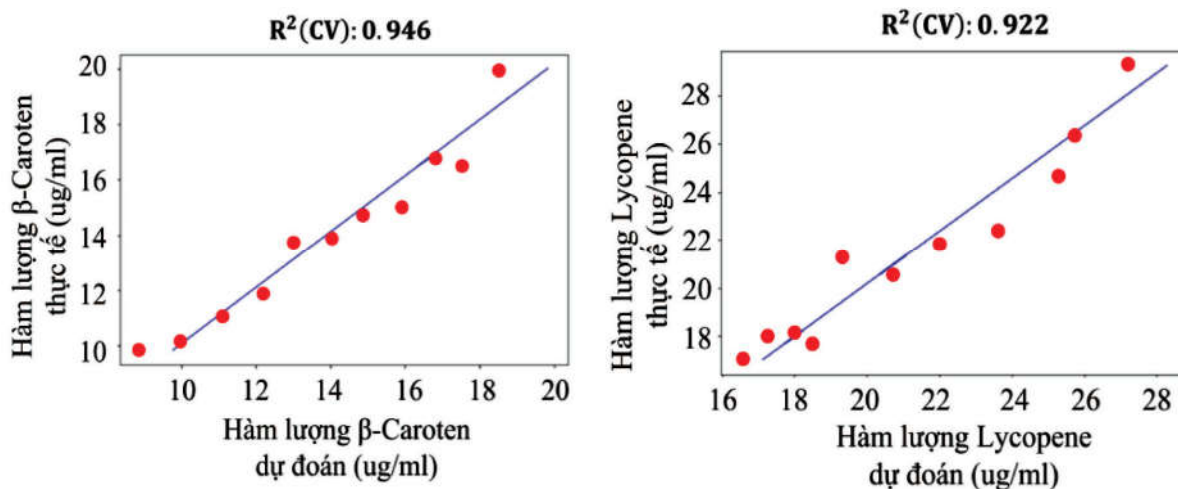 R²(CV): 0.946
20
18
16
14
12
10
Hàm lượng β-Caroten
thực tế (ug/ml)
10 12 14 16 18 20
Hàm lượng β-Caroten
dự đoán (ug/ml)
R²(CV): 0.922
28
26
24
22
20
18
Hàm lượng Lycopene
thực tế (ug/ml)
16 18 20 22 24 26 28
Hàm lượng Lycopene
dự đoán (ug/ml)